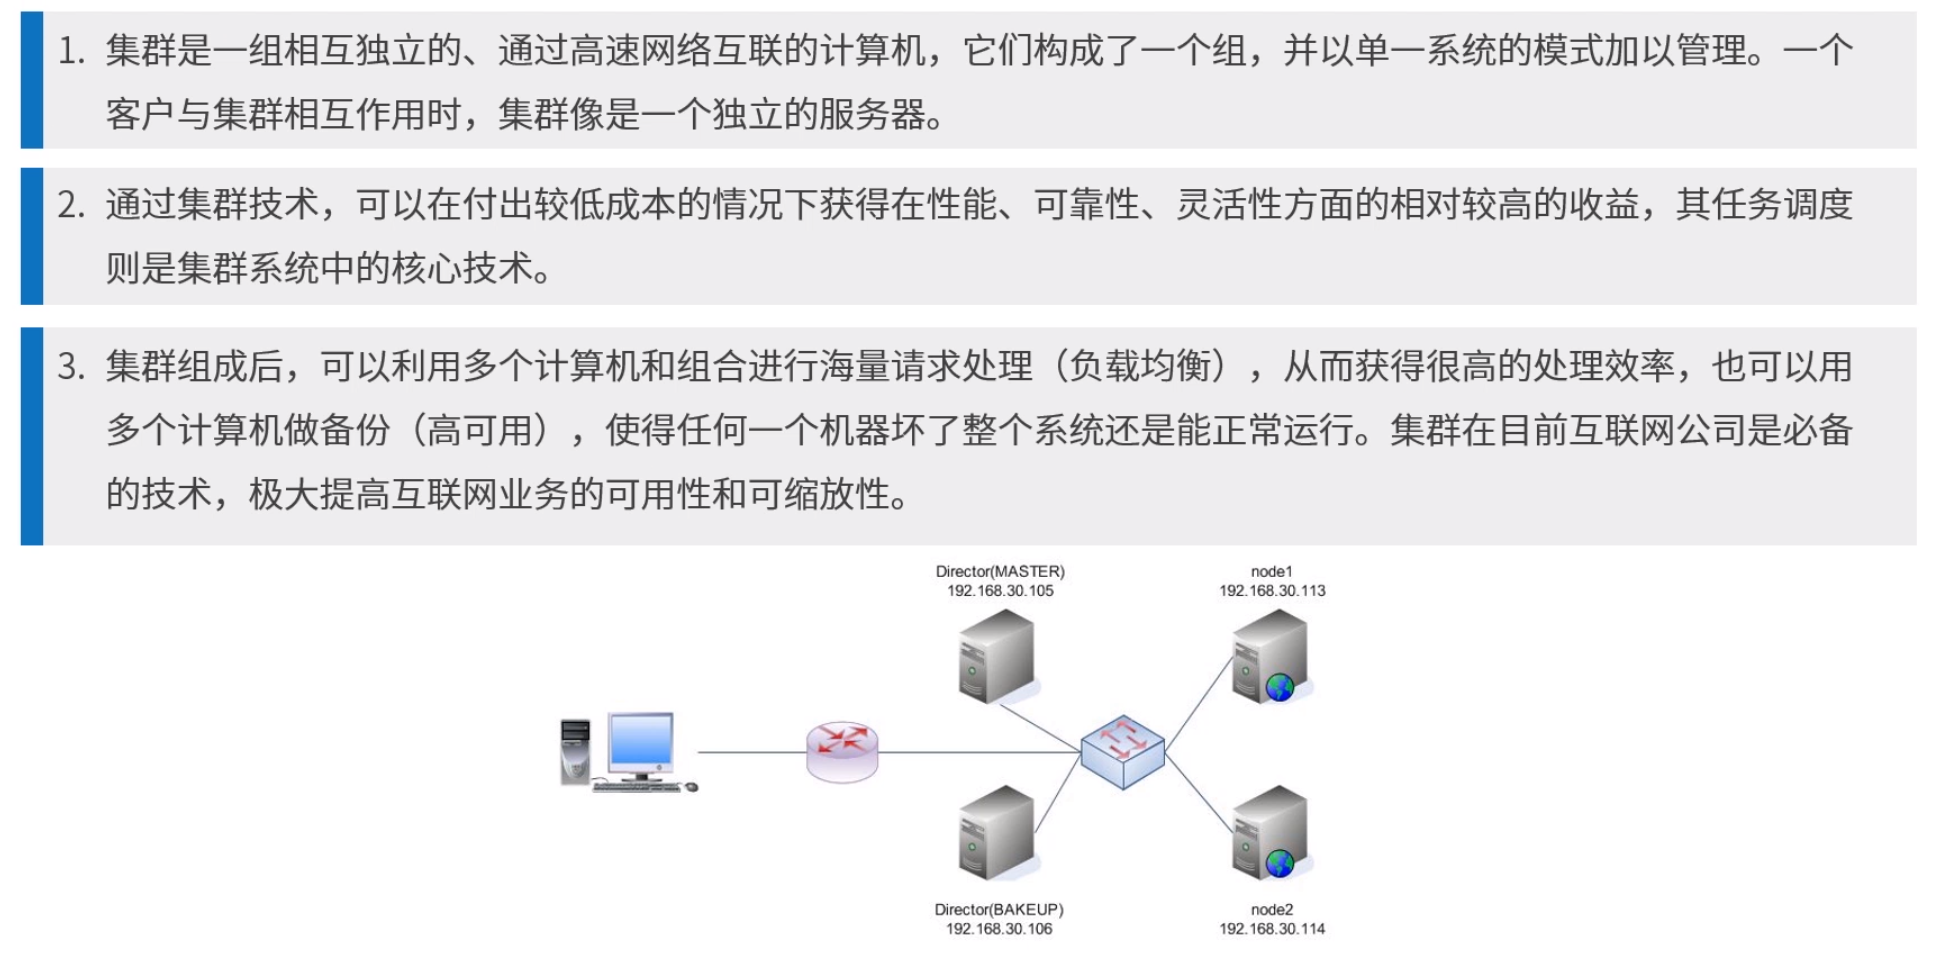 1. 集群是一组相互独立的、通过高速网络互联的计算机，它们构成了一个组，并以单一系统的模式加以管理。一个
客户与集群相互作用时，集群像是一个独立的服务器。
2. 通过集群技术，可以在付出较低成本的情况下获得在性能、可靠性、灵活性方面的相对较高的收益，其任务调度
则是集群系统中的核心技术。
3. 集群组成后，可以利用多个计算机和组合进行海量请求处理（负载均衡），从而获得很高的处理效率，也可以用
多个计算机做备份（高可用），使得任何一个机器坏了整个系统还是能正常运行。集群在目前互联网公司是必备
的技术，极大提高互联网业务的可用性和可缩放性。
Director(MASTER)
192.168.30.105
node1
192.168.30.113
Director(BAKEUP)
192.168.30.106
node2
192.168.30.114